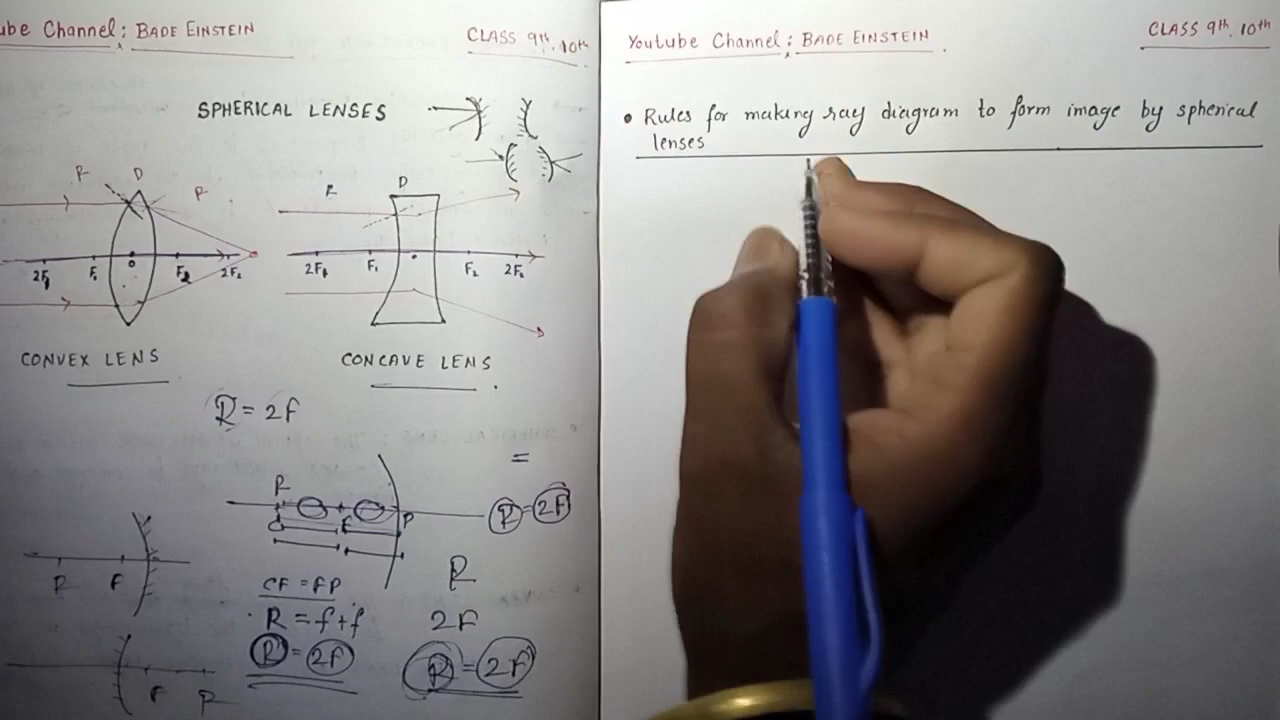 ube Channel: BADE EINSTEIN
CLASS 9th, 10th
SPHERICAL LENSES
R D R
2F1 F1 O F2 2F2
CONVEX LENS
R D
2F1 F1 F2 2F2
CONCAVE LENS
R = 2F
=
R
C F P
R = 2F
R F
CF = FP
R = f + f
R = 2F
R
2F
R = 2F
F R
Youtube Channel: BADE EINSTEIN
CLASS 9th, 10th
• Rules for making ray diagram to form image by spherical
lenses